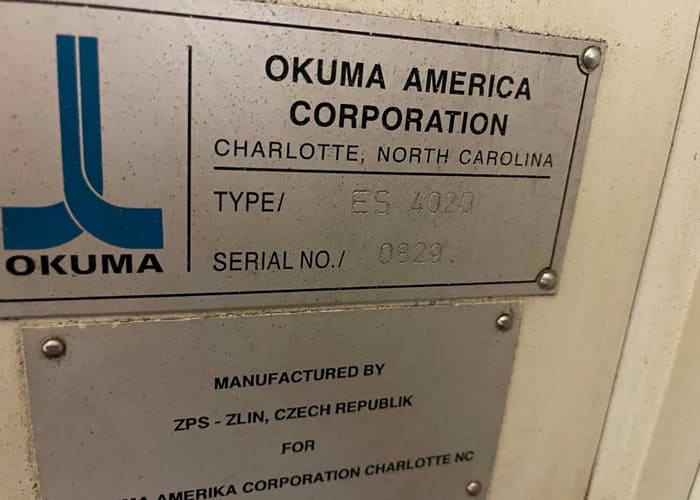 OKUMA
OKUMA AMERICA
CORPORATION
CHARLOTTE, NORTH CAROLINA
TYPE/ ES 4020
SERIAL NO./ 0829.
MANUFACTURED BY
ZPS - ZLIN, CZECH REPUBLIK
FOR
AMERIKA CORPORATION CHARLOTTE NC